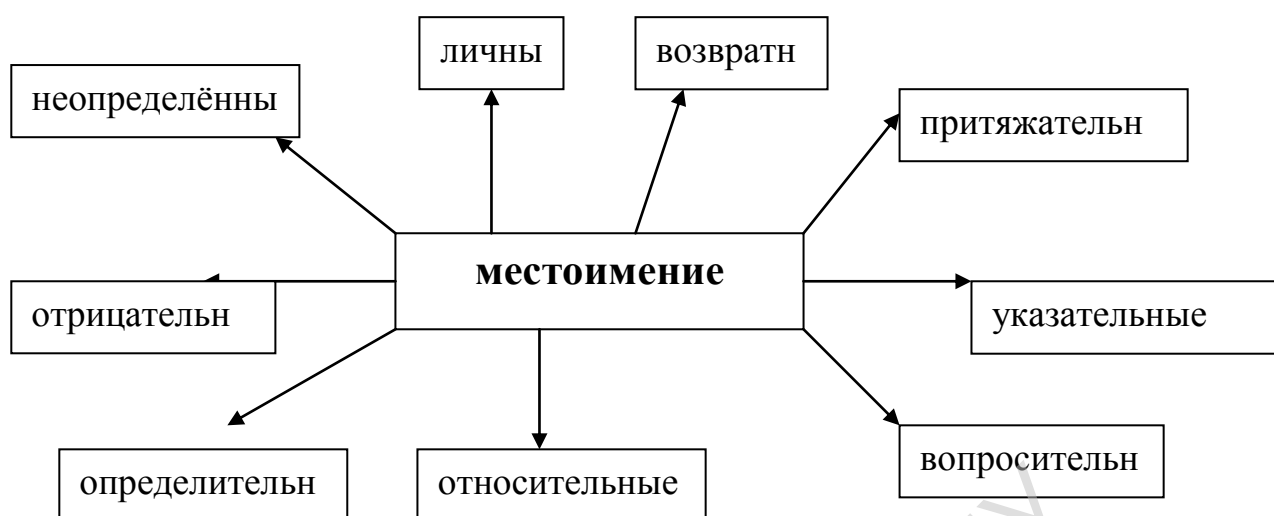 личны
возвратн
неопределённы
притяжательн
местоимение
отрицательн
указательные
вопросительн
определительн
относительные